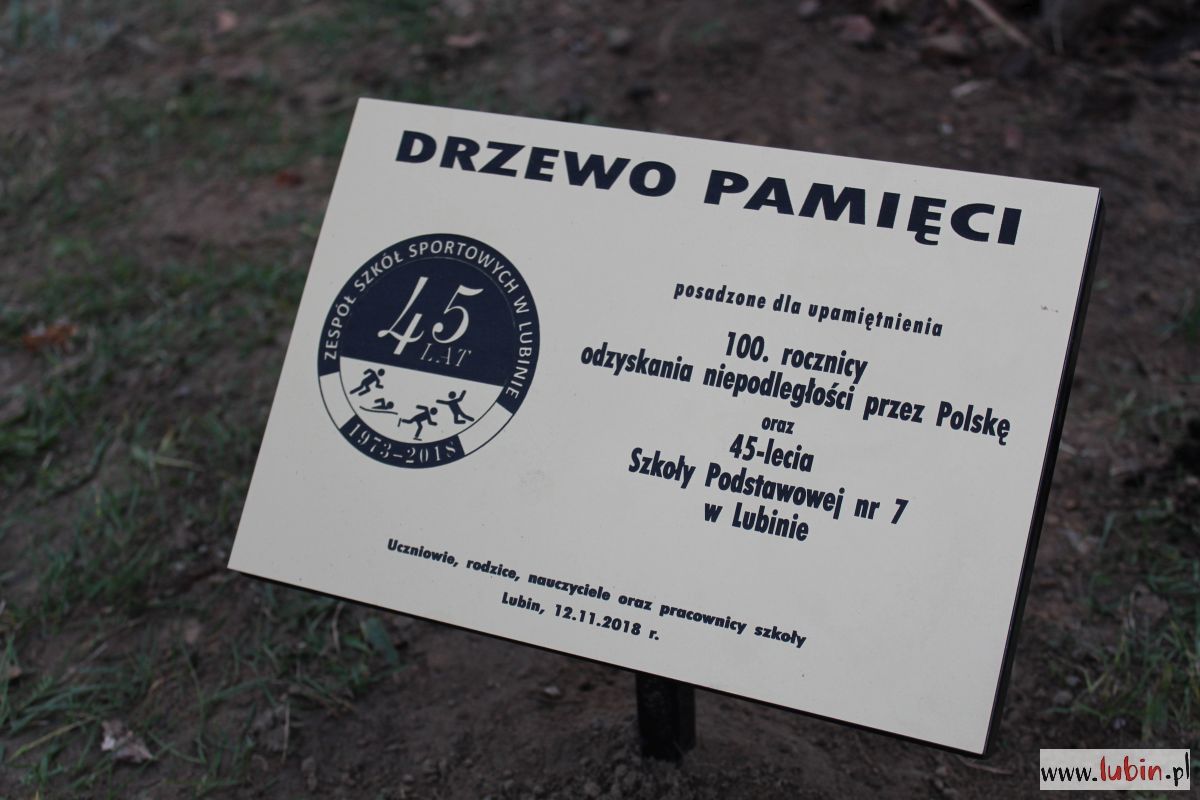 DRZEWO PAMIĘCI
ZESPÓŁ SZKÓŁ SPORTOWYCH W LUBINIE
45
LAT
1973-2018
posadzone dla upamiętnienia
100. rocznicy
odzyskania niepodległości przez Polskę
oraz
45-lecia
Szkoły Podstawowej nr 7
w Lubinie
Uczniowie, rodzice, nauczyciele oraz pracownicy szkoły
Lubin, 12.11.2018 r.
www.lubin.pl